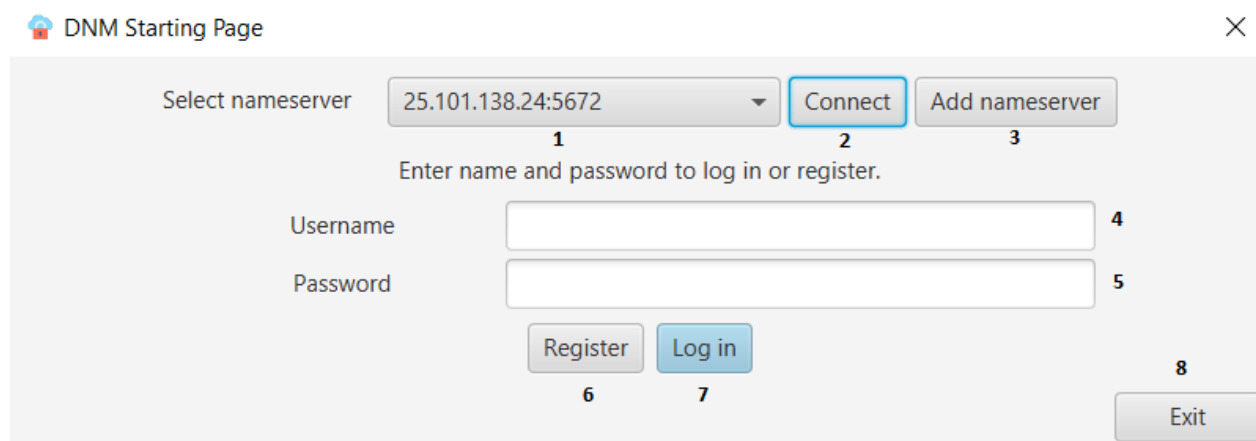 DNM Starting Page
Select nameserver 25.101.138.24:5672 Connect Add nameserver
1 2 3
Enter name and password to log in or register.
Username 4
Password 5
Register Log in
6 7 8
Exit